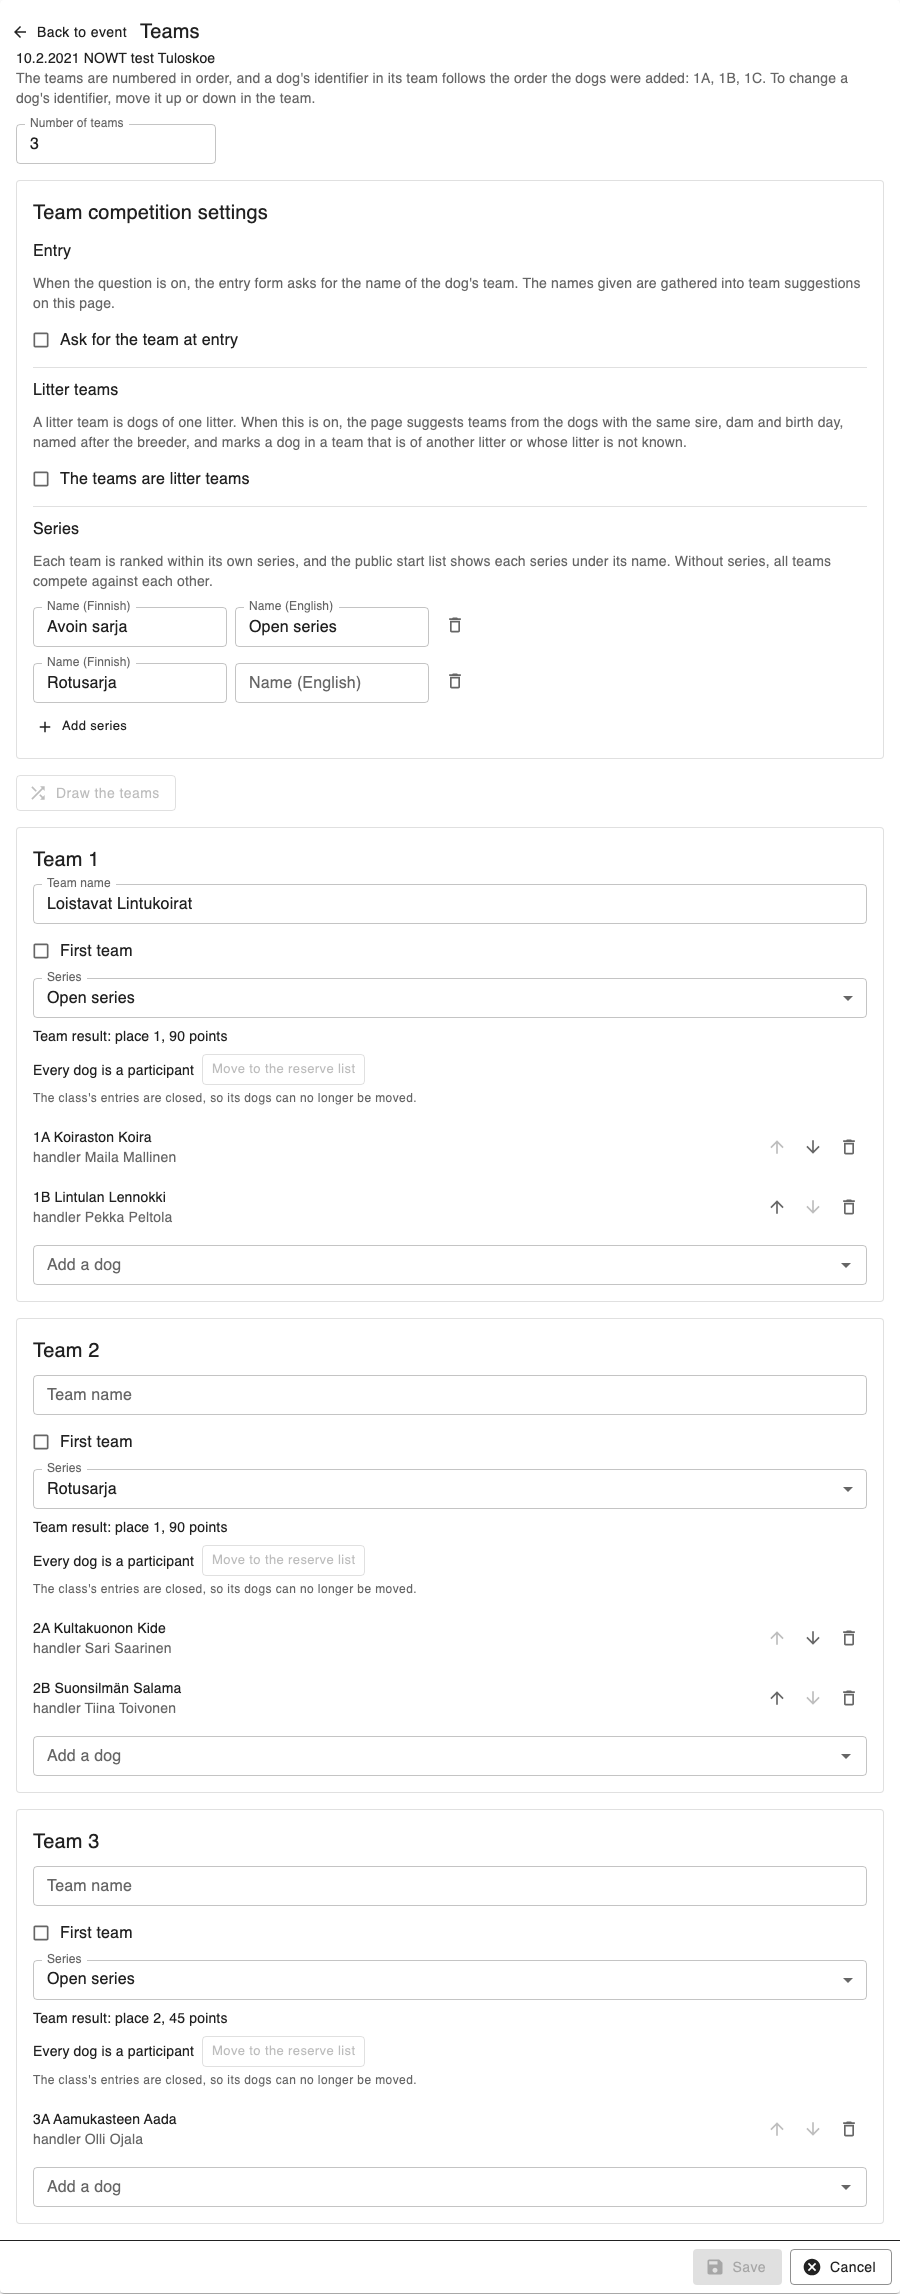 Back to event Teams
10.2.2021 NOWT test Tuloskoe
The teams are numbered in order, and a dog's identifier in its team follows the order the dogs were added: 1A, 1B, 1C. To change a
dog's identifier, move it up or down in the team.
Number of teams
3
Team competition settings
Entry
When the question is on, the entry form asks for the name of the dog's team. The names given are gathered into team suggestions
on this page.
Ask for the team at entry
Litter teams
A litter team is dogs of one litter. When this is on, the page suggests teams from the dogs with the same sire, dam and birth day,
named after the breeder, and marks a dog in a team that is of another litter or whose litter is not known.
The teams are litter teams
Series
Each team is ranked within its own series, and the public start list shows each series under its name. Without series, all teams
compete against each other.
Name (Finnish) Name (English)
Avoin sarja Open series
Name (Finnish)
Rotusarja Name (English)
Add series
Draw the teams
Team 1
Team name
Loistavat Lintukoirat
First team
Series
Open series
Team result: place 1, 90 points
Every dog is a participant Move to the reserve list
The class's entries are closed, so its dogs can no longer be moved.
1A Koiraston Koira
handler Maila Mallinen
1B Lintulan Lennokki
handler Pekka Peltola
Add a dog
Team 2
Team name
First team
Series
Rotusarja
Team result: place 1, 90 points
Every dog is a participant Move to the reserve list
The class's entries are closed, so its dogs can no longer be moved.
2A Kultakuonon Kide
handler Sari Saarinen
2B Suonsilmän Salama
handler Tiina Toivonen
Add a dog
Team 3
Team name
First team
Series
Open series
Team result: place 2, 45 points
Every dog is a participant Move to the reserve list
The class's entries are closed, so its dogs can no longer be moved.
3A Aamukasteen Aada
handler Olli Ojala
Add a dog
Save Cancel